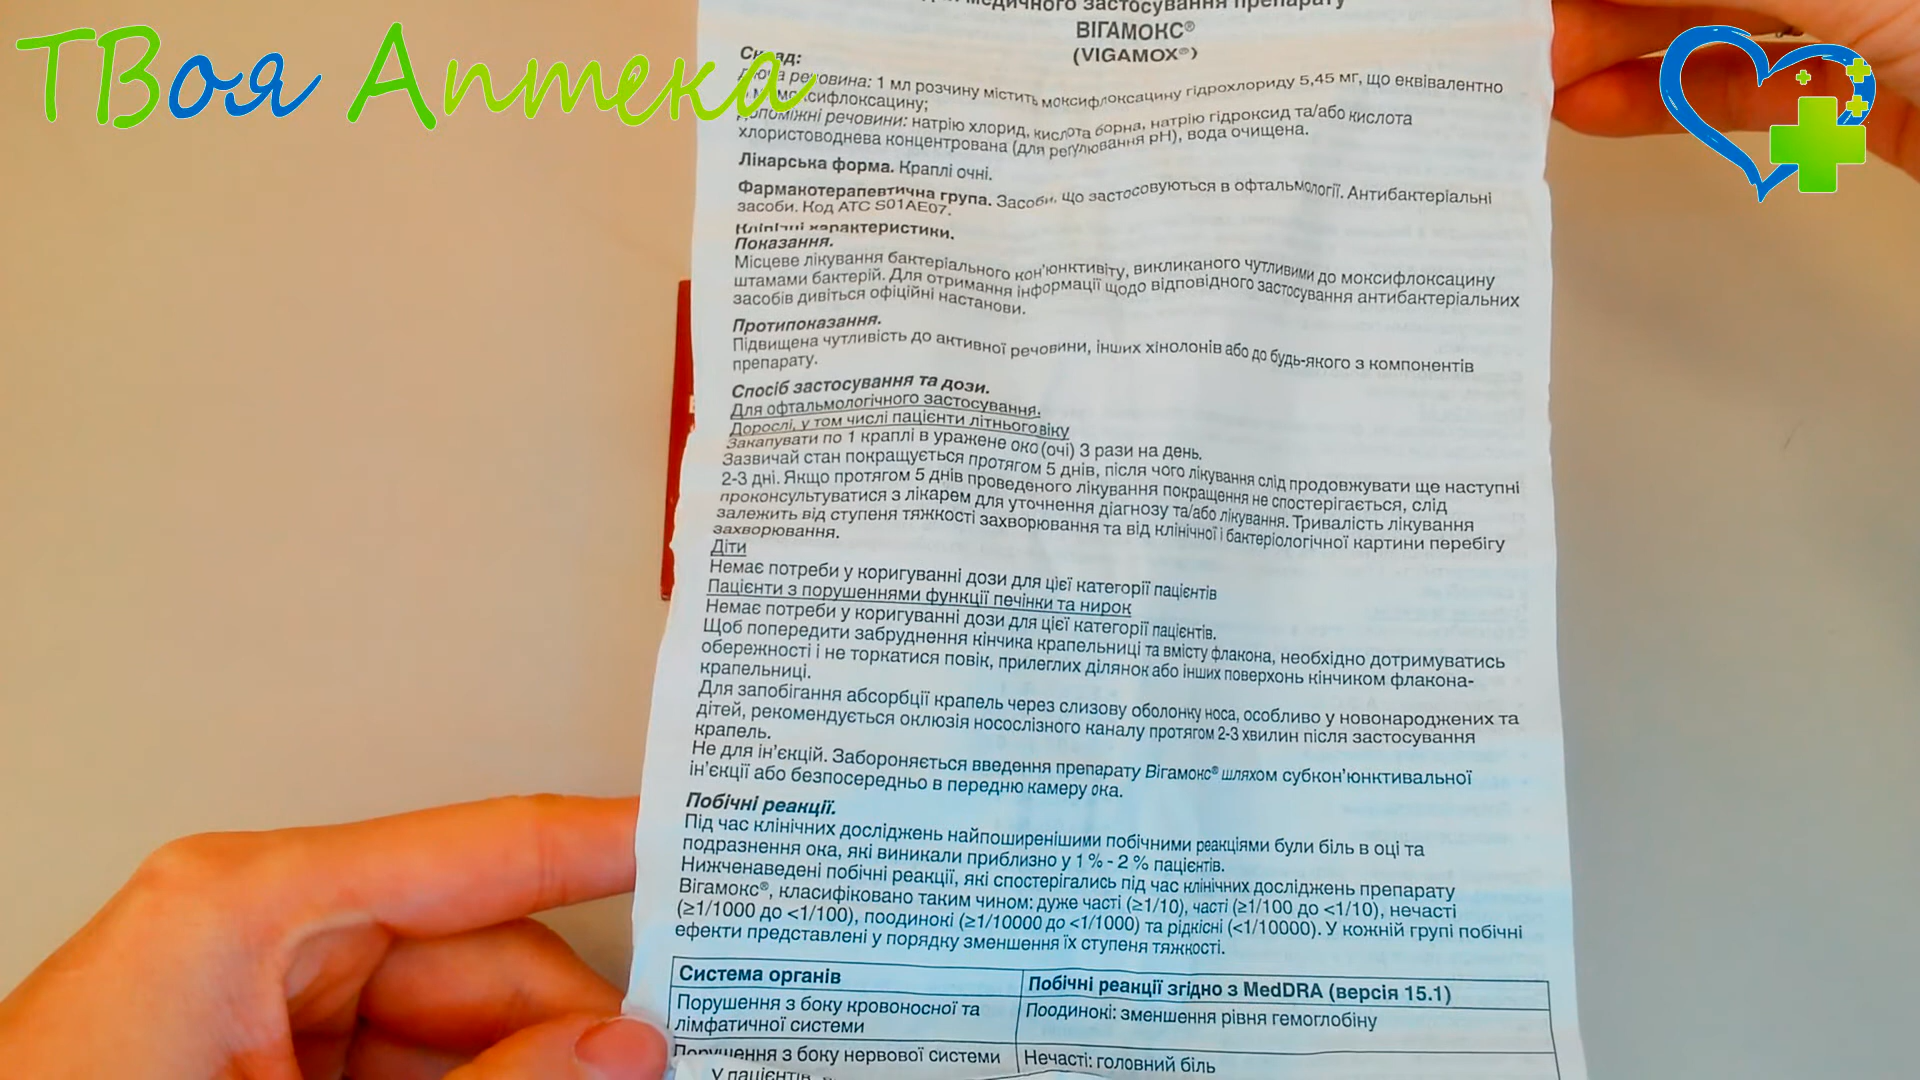 ТВоя Аптека
медичного застосування препарату
ВІГАМОКС®
(VIGAMOX®)
Склад:
речовина: 1 мл розчину містить моксифлоксацину гідрохлориду 5,45 мг, що еквівалентно
моксифлоксацину;
Допоміжні речовини: натрію хлорид, кислота борна, натрію гідроксид та/або кислота
хлористоводнева концентрована (для регулювання pH), вода очищена.
Лікарська форма. Краплі очні.
Фармакотерапевтична група. Засоби, що застосовуються в офтальмології. Антибактеріальні
засоби. Код АТС S01AE07.
Клінічні характеристики.
Показання.
Місцеве лікування бактеріального кон'юнктивіту, викликаного чутливими до моксифлоксацину
штамами бактерій. Для отримання інформації щодо відповідного застосування антибактеріальних
засобів дивіться офіційні настанови.
Протипоказання.
Підвищена чутливість до активної речовини, інших хінолонів або до будь-якого з компонентів
препарату.
Спосіб застосування та дози.
Для офтальмологічного застосування.
Дорослі, у том числі пацієнти літнього віку
Закапувати по 1 краплі в уражене око (очі) 3 рази на день.
Зазвичай стан покращується протягом 5 днів, після чого лікування слід продовжувати ще наступні
2-3 дні. Якщо протягом 5 днів проведеного лікування покращення не спостерігається, слід
проконсультуватися з лікарем для уточнення діагнозу та/або лікування. Тривалість лікування
залежить від ступеня тяжкості захворювання та від клінічної і бактеріологічної картини перебігу
захворювання.
Діти
Немає потреби у коригуванні дози для цієї категорії пацієнтів
Пацієнти з порушеннями функції печінки та нирок
Немає потреби у коригуванні дози для цієї категорії пацієнтів.
Щоб попередити забруднення кінчика крапельниці та вмісту флакона, необхідно дотримуватись
обережності і не торкатися повік, прилеглих ділянок або інших поверхонь кінчиком флакона-
крапельниці.
Для запобігання абсорбції крапель через слизову оболонку носа, особливо у новонароджених та
дітей, рекомендується оклюзія носослізного каналу протягом 2-3 хвилин після застосування
крапель.
Не для ін'єкцій. Забороняється введення препарату Вігамокс® шляхом субкон'юнктивальної
ін'єкції або безпосередньо в передню камеру ока.
Побічні реакції.
Під час клінічних досліджень найпоширенішими побічними реакціями були біль в оці та
подразнення ока, які виникали приблизно у 1 % - 2 % пацієнтів.
Нижченаведені побічні реакції, які спостерігались під час клінічних досліджень препарату
Вігамокс®, класифіковано таким чином: дуже часті (≥1/10), часті (≥1/100 до <1/10), нечасті
(≥1/1000 до <1/100), поодинокі (≥1/10000 до <1/1000) та рідкісні (<1/10000). У кожній групі побічні
ефекти представлені у порядку зменшення їх ступеня тяжкості.
Система органів
Побічні реакції згідно з MedDRA (версія 15.1)
Порушення з боку кровоносної та
лімфатичної системи
Поодинокі: зменшення рівня гемоглобіну
Порушення з боку нервової системи
Нечасті: головний біль
У пацієнтів,